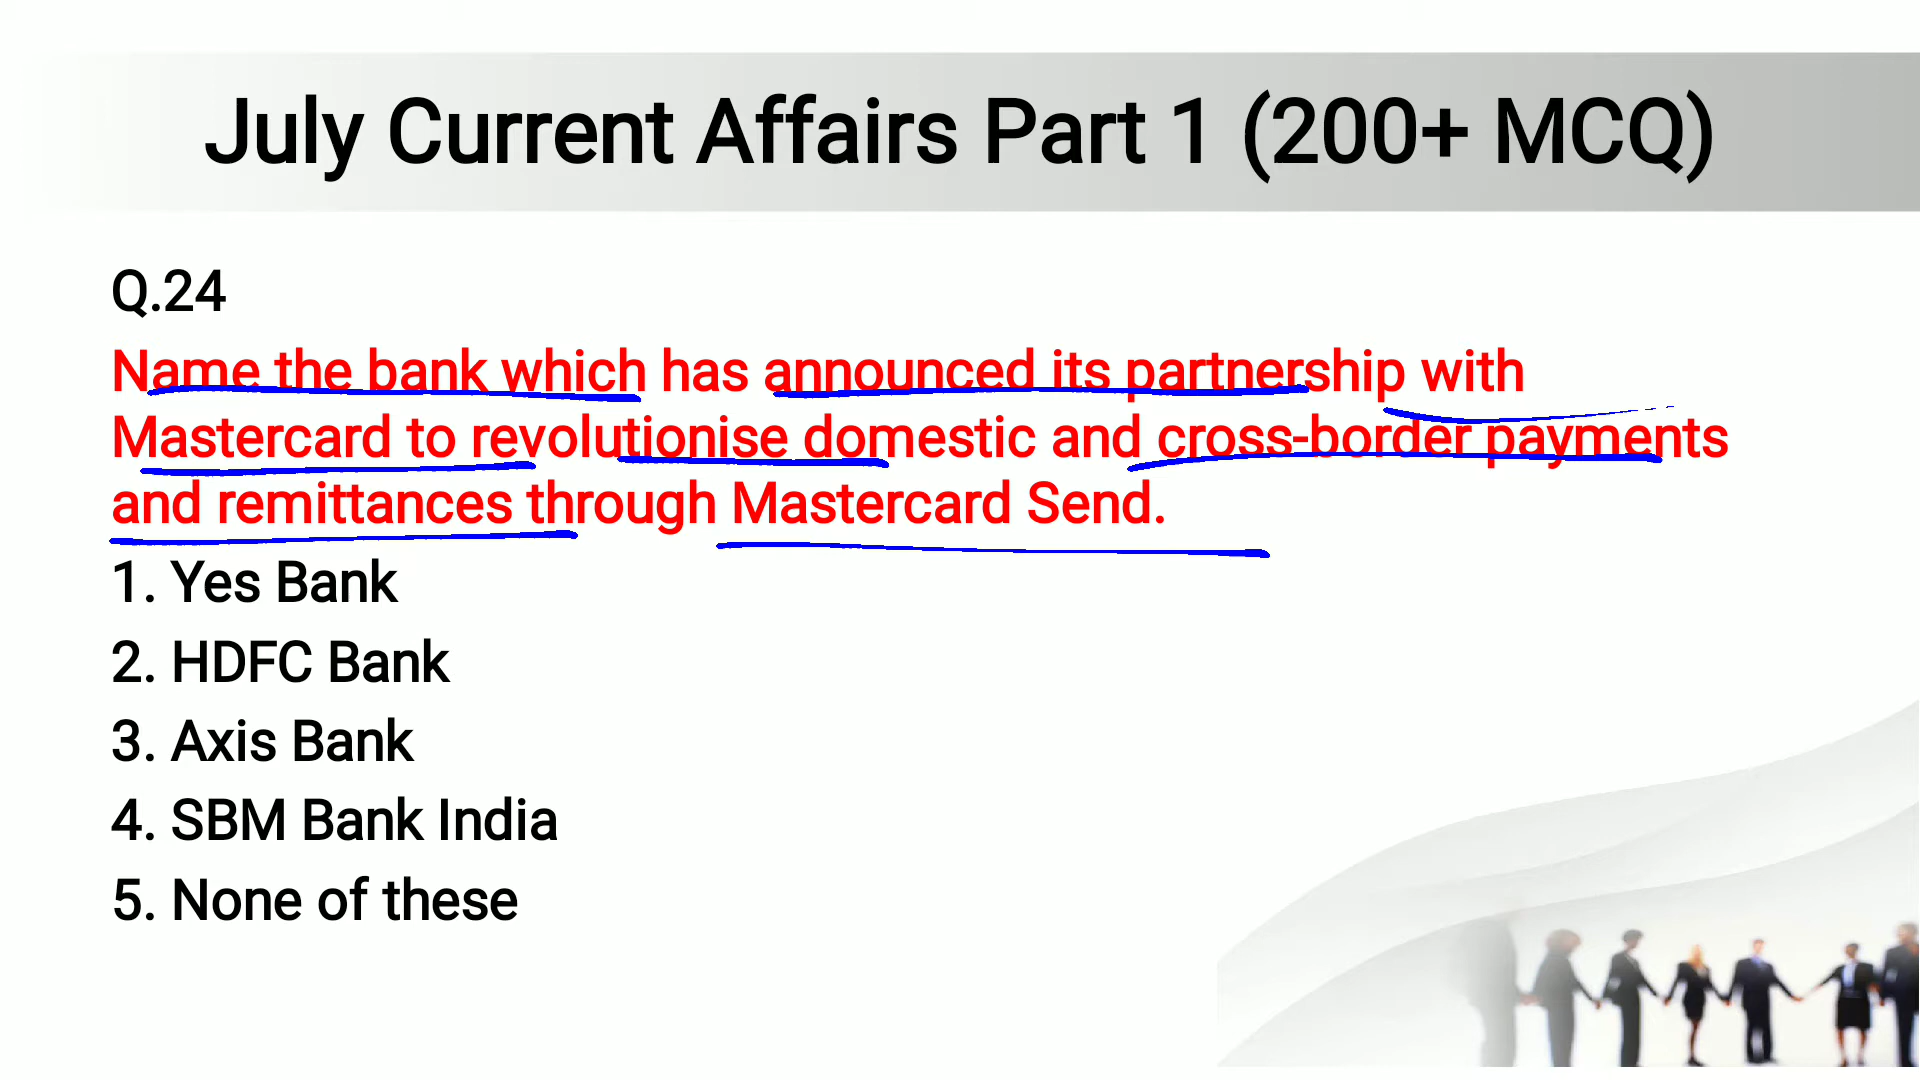 July Current Affairs Part 1 (200+ MCQ)
Q.24
Name the bank which has announced its partnership with
Mastercard to revolutionise domestic and cross-border payments
and remittances through Mastercard Send.
1. Yes Bank
2. HDFC Bank
3. Axis Bank
4. SBM Bank India
5. None of these